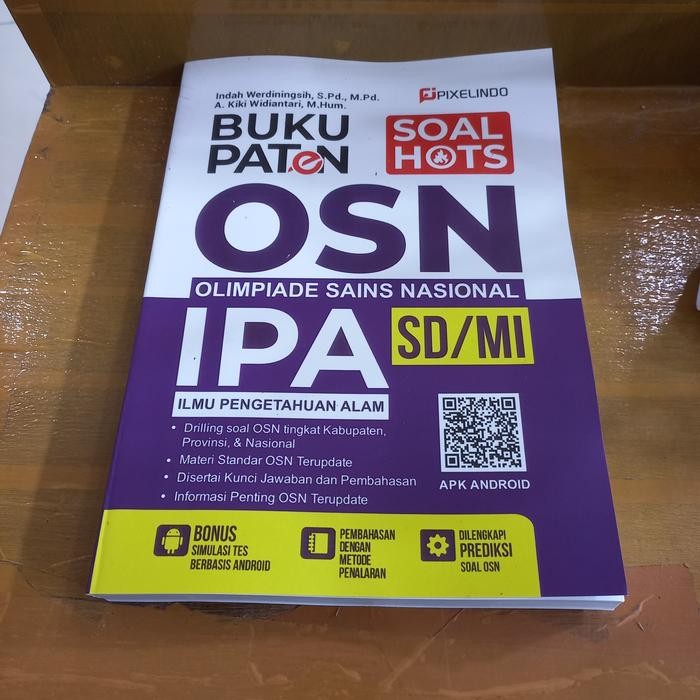 Indah Werdiningsih, S.Pd., M.Pd.
A. Kiki Widiantari, M.Hum.
PIXELINDO
BUKU
PATeN
SOAL
HOTS
OSN
OLIMPIADE SAINS NASIONAL
IPA
SD/MI
ILMU PENGETAHUAN ALAM
• Drilling soal OSN tingkat Kabupaten,
Provinsi, & Nasional
• Materi Standar OSN Terupdate
• Disertai Kunci Jawaban dan Pembahasan
• Informasi Penting OSN Terupdate
APK ANDROID
BONUS
SIMULASI TES
BERBASIS ANDROID
PEMBAHASAN
DENGAN
METODE
PENALARAN
DILENGKAPI
PREDIKSI
SOAL OSN